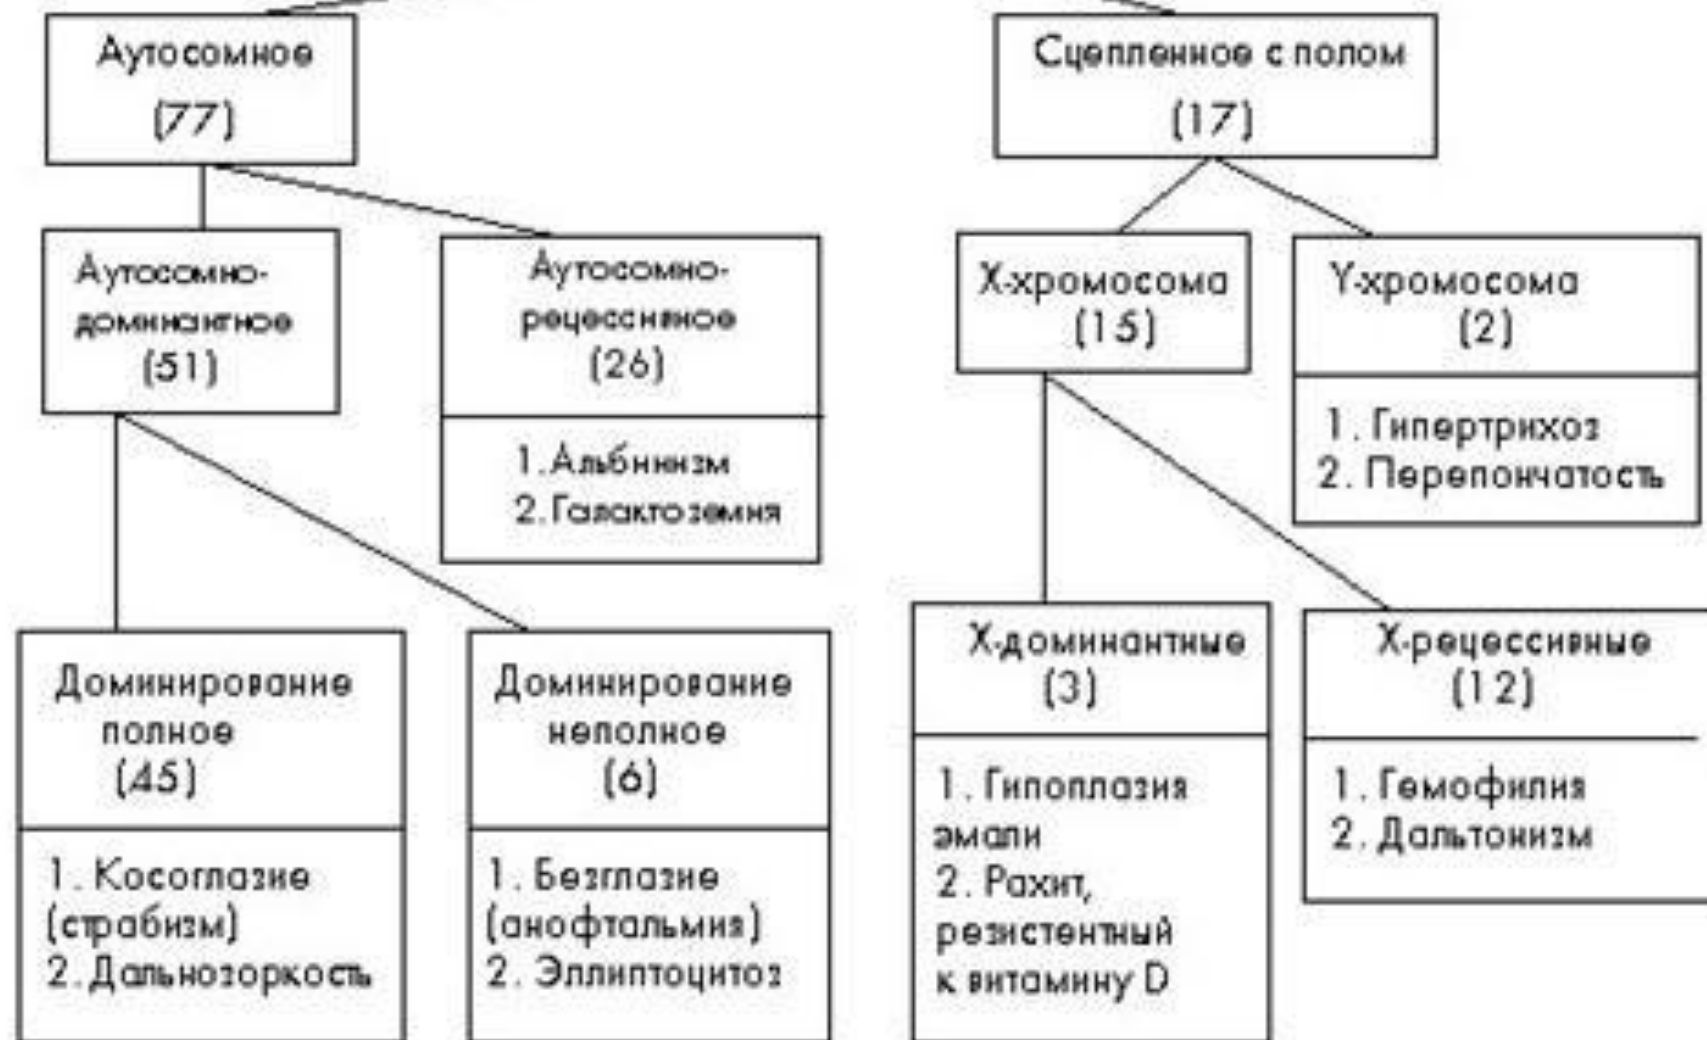 Аутосомное
(77)
Сцепленное с полом
(17)
Аутосомно-
доминантное
(51)
Аутосомно-
рецессивное
(26)
1. Альбинизм
2. Галактоземия
X-хромосома
(15)
Y-хромосома
(2)
1. Гипертрихоз
2. Перепончатость
Доминирование
полное
(45)
1. Косоглазие
(страбизм)
2. Дальнозоркость
Доминирование
неполное
(6)
1. Безглазие
(анофтальмия)
2. Эллиптоцитоз
X-доминантные
(3)
1. Гипоплазия
эмали
2. Рахит,
резистентный
к витамину D
X-рецессивные
(12)
1. Гемофилия
2. Дальтонизм